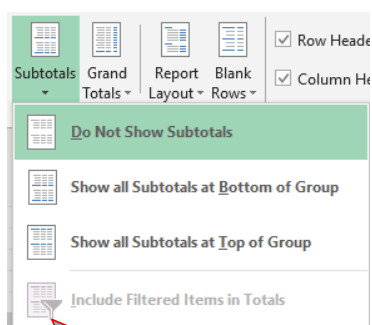 Row Heade
Subtotals Grand Totals Report Layout Blank Rows
Column He
Do Not Show Subtotals
Show all Subtotals at Bottom of Group
Show all Subtotals at Top of Group
Include Filtered Items in Totals